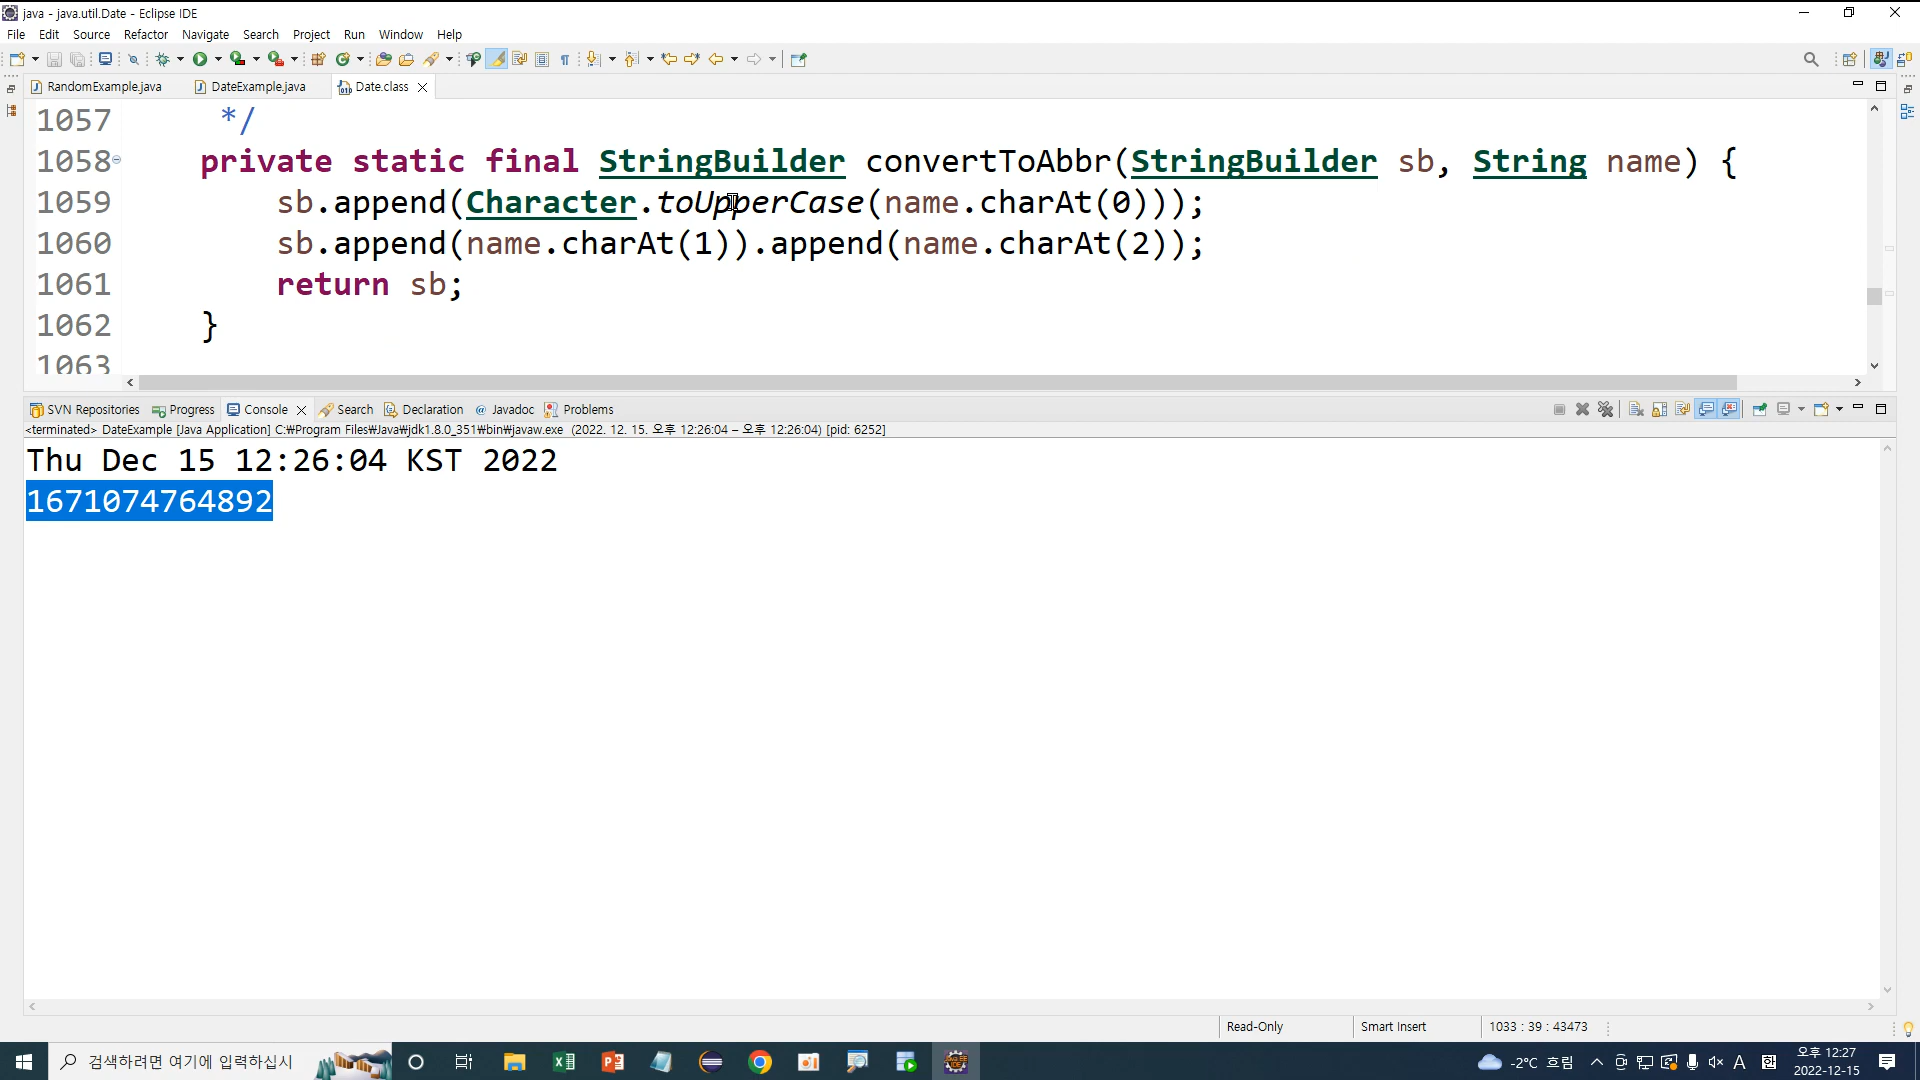 java - java.util.Date - Eclipse IDE
File Edit Source Refactor Navigate Search Project Run Window Help
RandomExample.java DateExample.java Date.class
1057 */
1058 private static final StringBuilder convertToAbbr(StringBuilder sb, String name) {
1059 sb.append(Character.toUpperCase(name.charAt(0)));
1060 sb.append(name.charAt(1)).append(name.charAt(2));
1061 return sb;
1062 }
1063
SVN Repositories Progress Console Search Declaration @ Javadoc Problems
<terminated> DateExample [Java Application] C:₩Program Files₩Java₩jdk1.8.0_351₩bin₩javaw.exe (2022. 12. 15. 오후 12:26:04 – 오후 12:26:04) [pid: 6252]
Thu Dec 15 12:26:04 KST 2022
1671074764892
Read-Only Smart Insert 1033 : 39 : 43473
검색하려면 여기에 입력하십시 -2°C 흐림 A 한 오후 12:27
2022-12-15